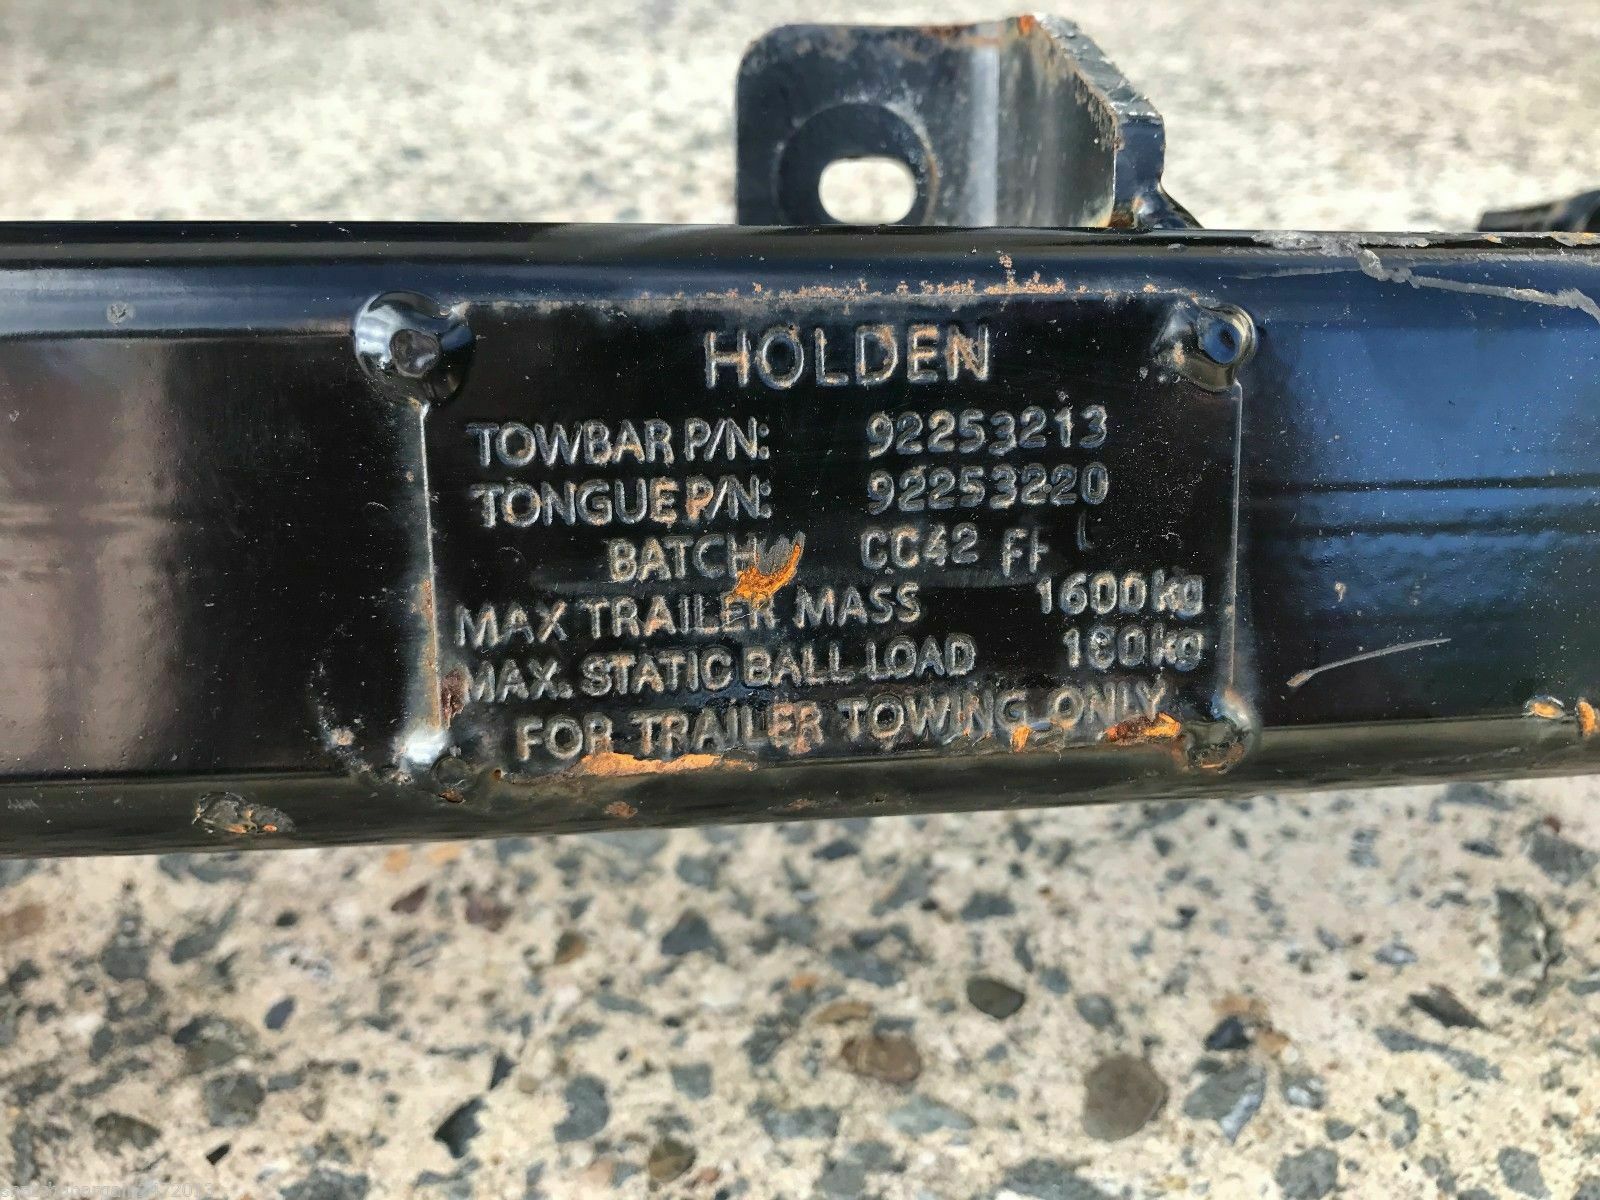 HOLDEN
TOWBAR P/N: 92253213
TONGUE P/N: 92253220
BATCH CC42
MAX TRAILER MASS 1600kg
MAX. STATIC BALL LOAD 160kg
FOR TRAILER TOWING ONLY